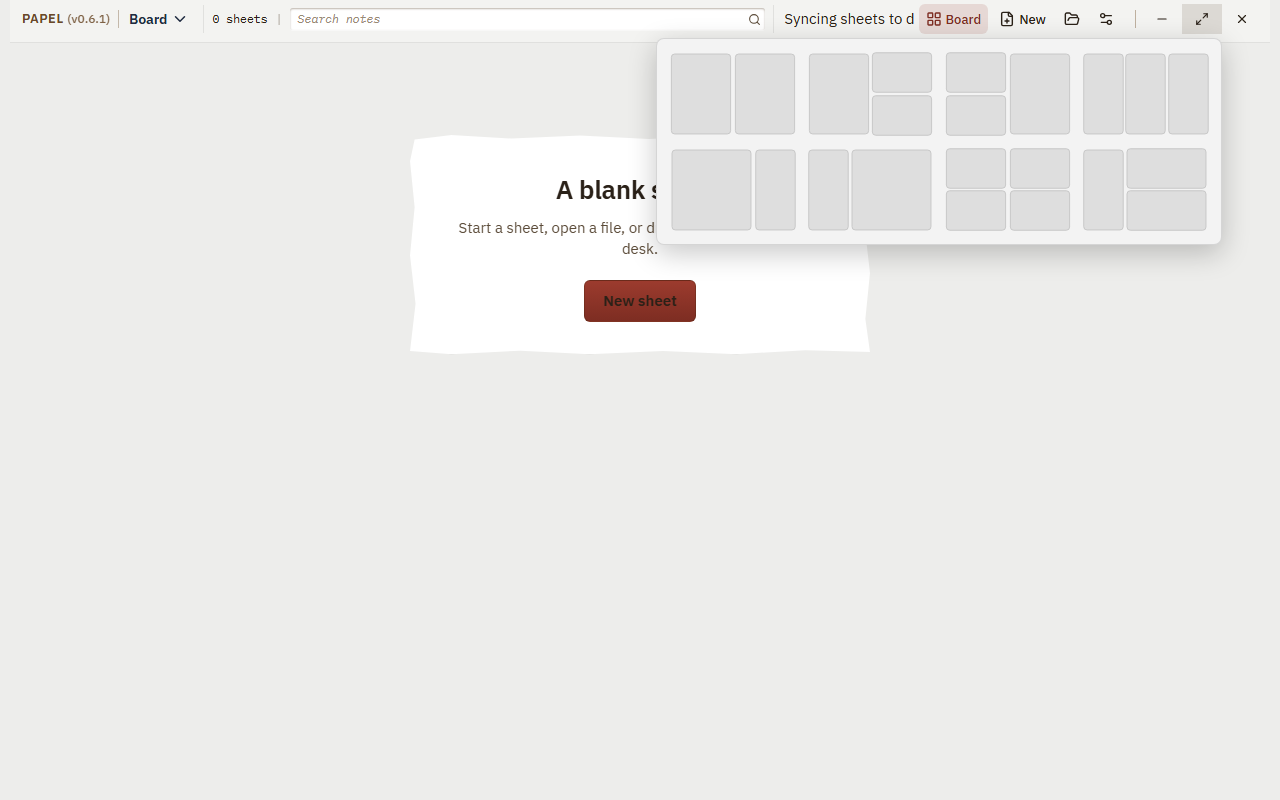 PAPEL (v0.6.1) | Board 0 sheets | Search notes Syncing sheets to d Board New
A blank s
Start a sheet, open a file, or d
desk.
New sheet